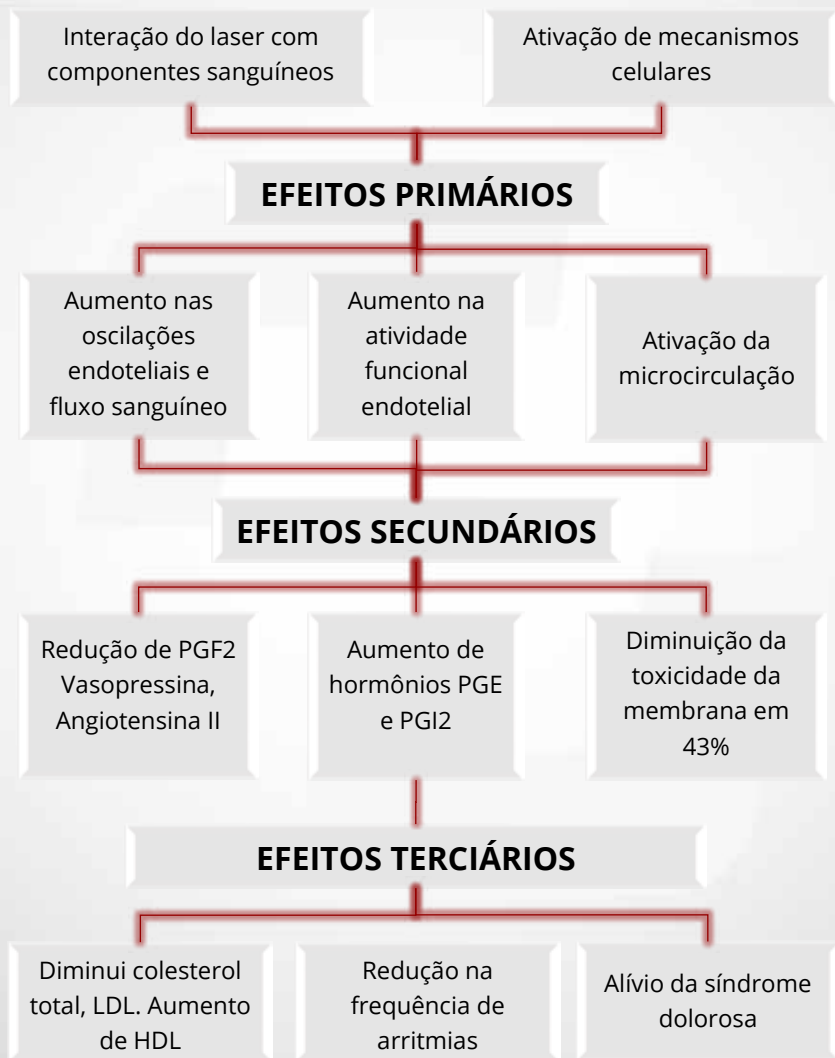 Interação do laser com
componentes sanguíneos
Ativação de mecanismos
celulares
EFEITOS PRIMÁRIOS
Aumento nas
oscilações
endoteliais e
fluxo sanguíneo
Aumento na
atividade
funcional
endotelial
Ativação da
microcirculação
EFEITOS SECUNDÁRIOS
Redução de PGF2
Vasopressina,
Angiotensina II
Aumento de
hormônios PGE
e PGI2
Diminuição da
toxicidade da
membrana em
43%
EFEITOS TERCIÁRIOS
Diminui colesterol
total, LDL. Aumento
de HDL
Redução na
frequência de
arritmias
Alívio da síndrome
dolorosa